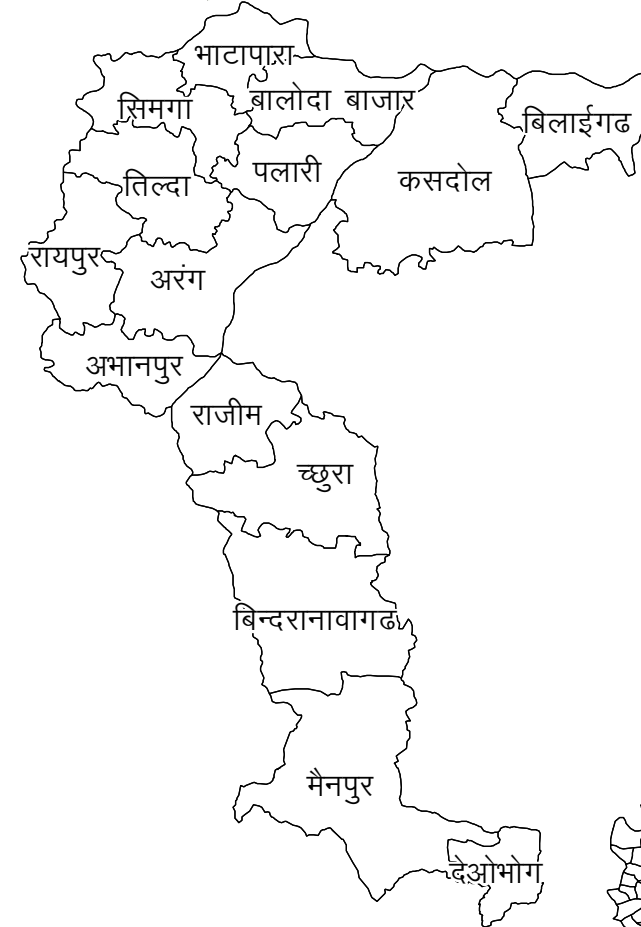 भाटापारा
सिमगा
बालोदा बाजार
बिलाईगढ
पलारी
कसदोल
तिल्दा
रायपुर
अरंग
अभानपुर
राजीम
च्छुरा
बिन्दरानावागढ
मैनपुर
देओभोग